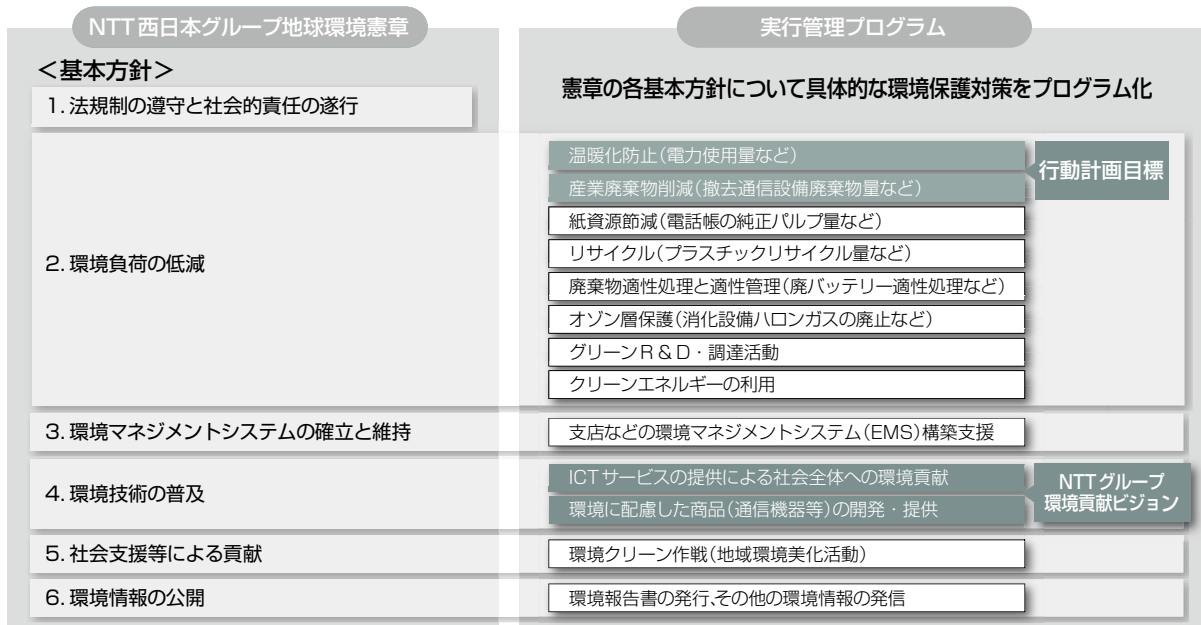 NTT西日本グループ地球環境憲章
実行管理プログラム
＜基本方針＞
憲章の各基本方針について具体的な環境保護対策をプログラム化
1. 法規制の遵守と社会的責任の遂行
2. 環境負荷の低減
温暖化防止（電力使用量など）
産業廃棄物削減（撤去通信設備廃棄物量など）
行動計画目標
紙資源節減（電話帳の純正パルプ量など）
リサイクル（プラスチックリサイクル量など）
廃棄物適性処理と適性管理（廃バッテリー適性処理など）
オゾン層保護（消化設備ハロンガスの廃止など）
グリーンR＆D・調達活動
クリーンエネルギーの利用
3. 環境マネジメントシステムの確立と維持
支店などの環境マネジメントシステム（EMS）構築支援
4. 環境技術の普及
ICTサービスの提供による社会全体への環境貢献
環境に配慮した商品（通信機器等）の開発・提供
NTTグループ
環境貢献ビジョン
5. 社会支援等による貢献
環境クリーン作戦（地域環境美化活動）
6. 環境情報の公開
環境報告書の発行、その他の環境情報の発信